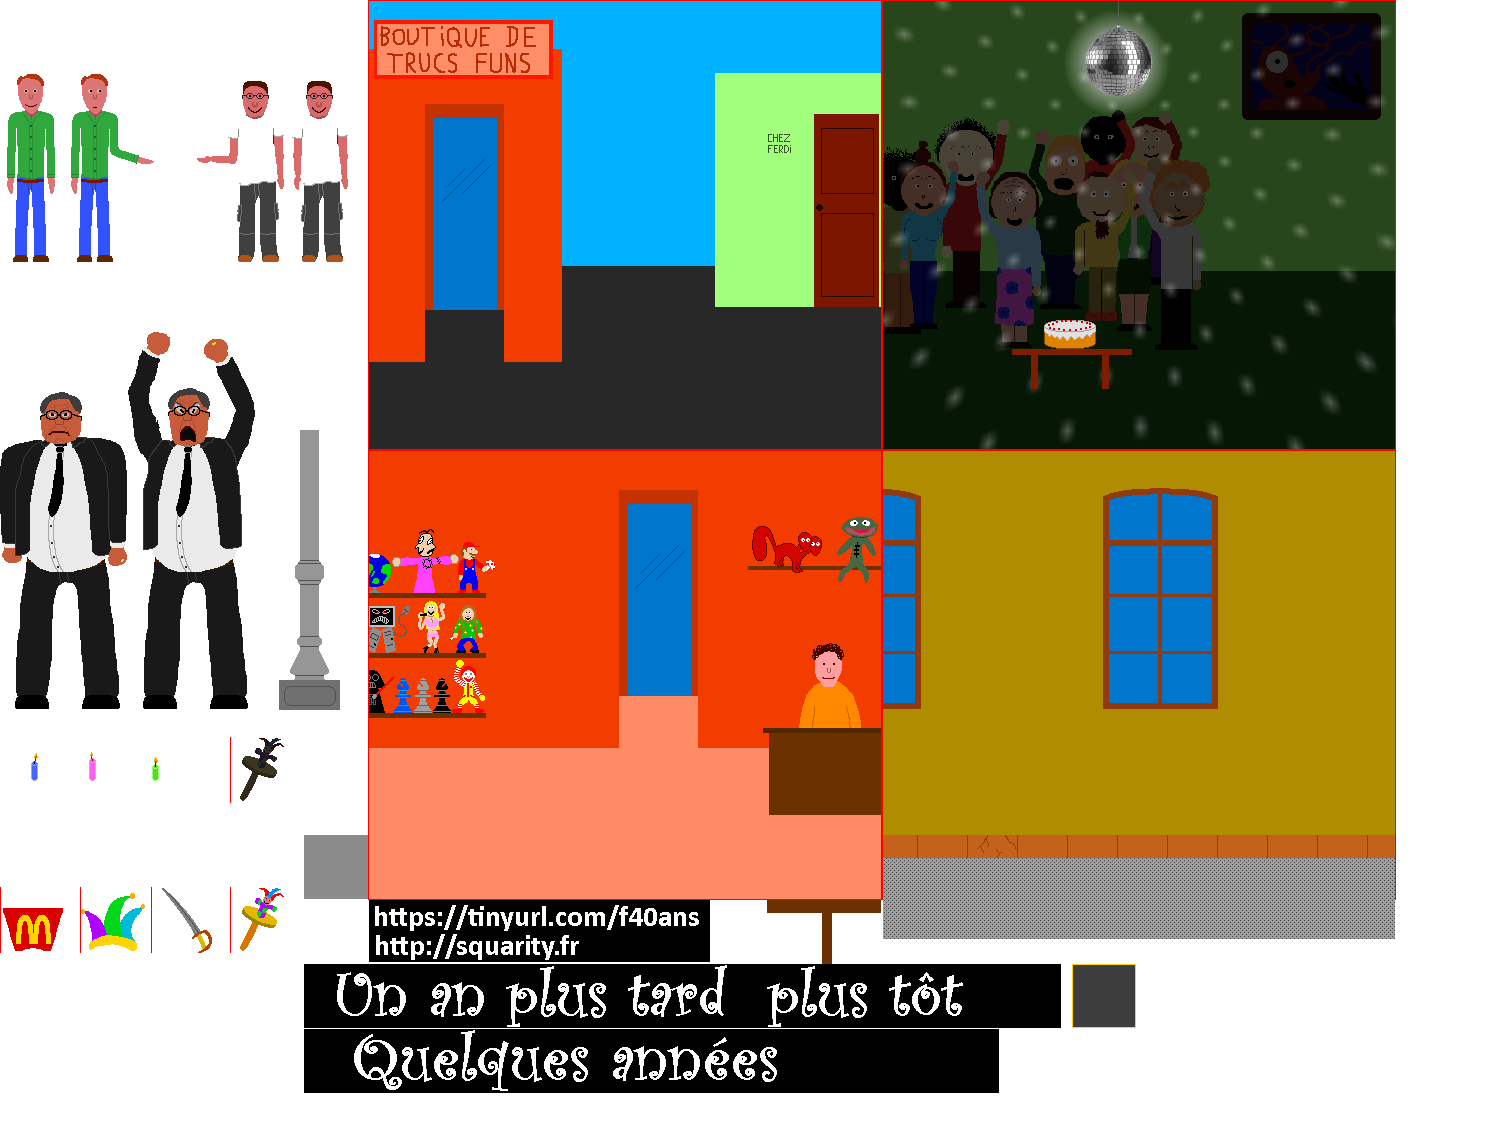 BOUTiQUE DE
TRUCS FUNS
CHEZ
FERDi
https://tinyurl.com/f40ans
http://squarity.fr
Un an plus tard plus tôt
Quelques années